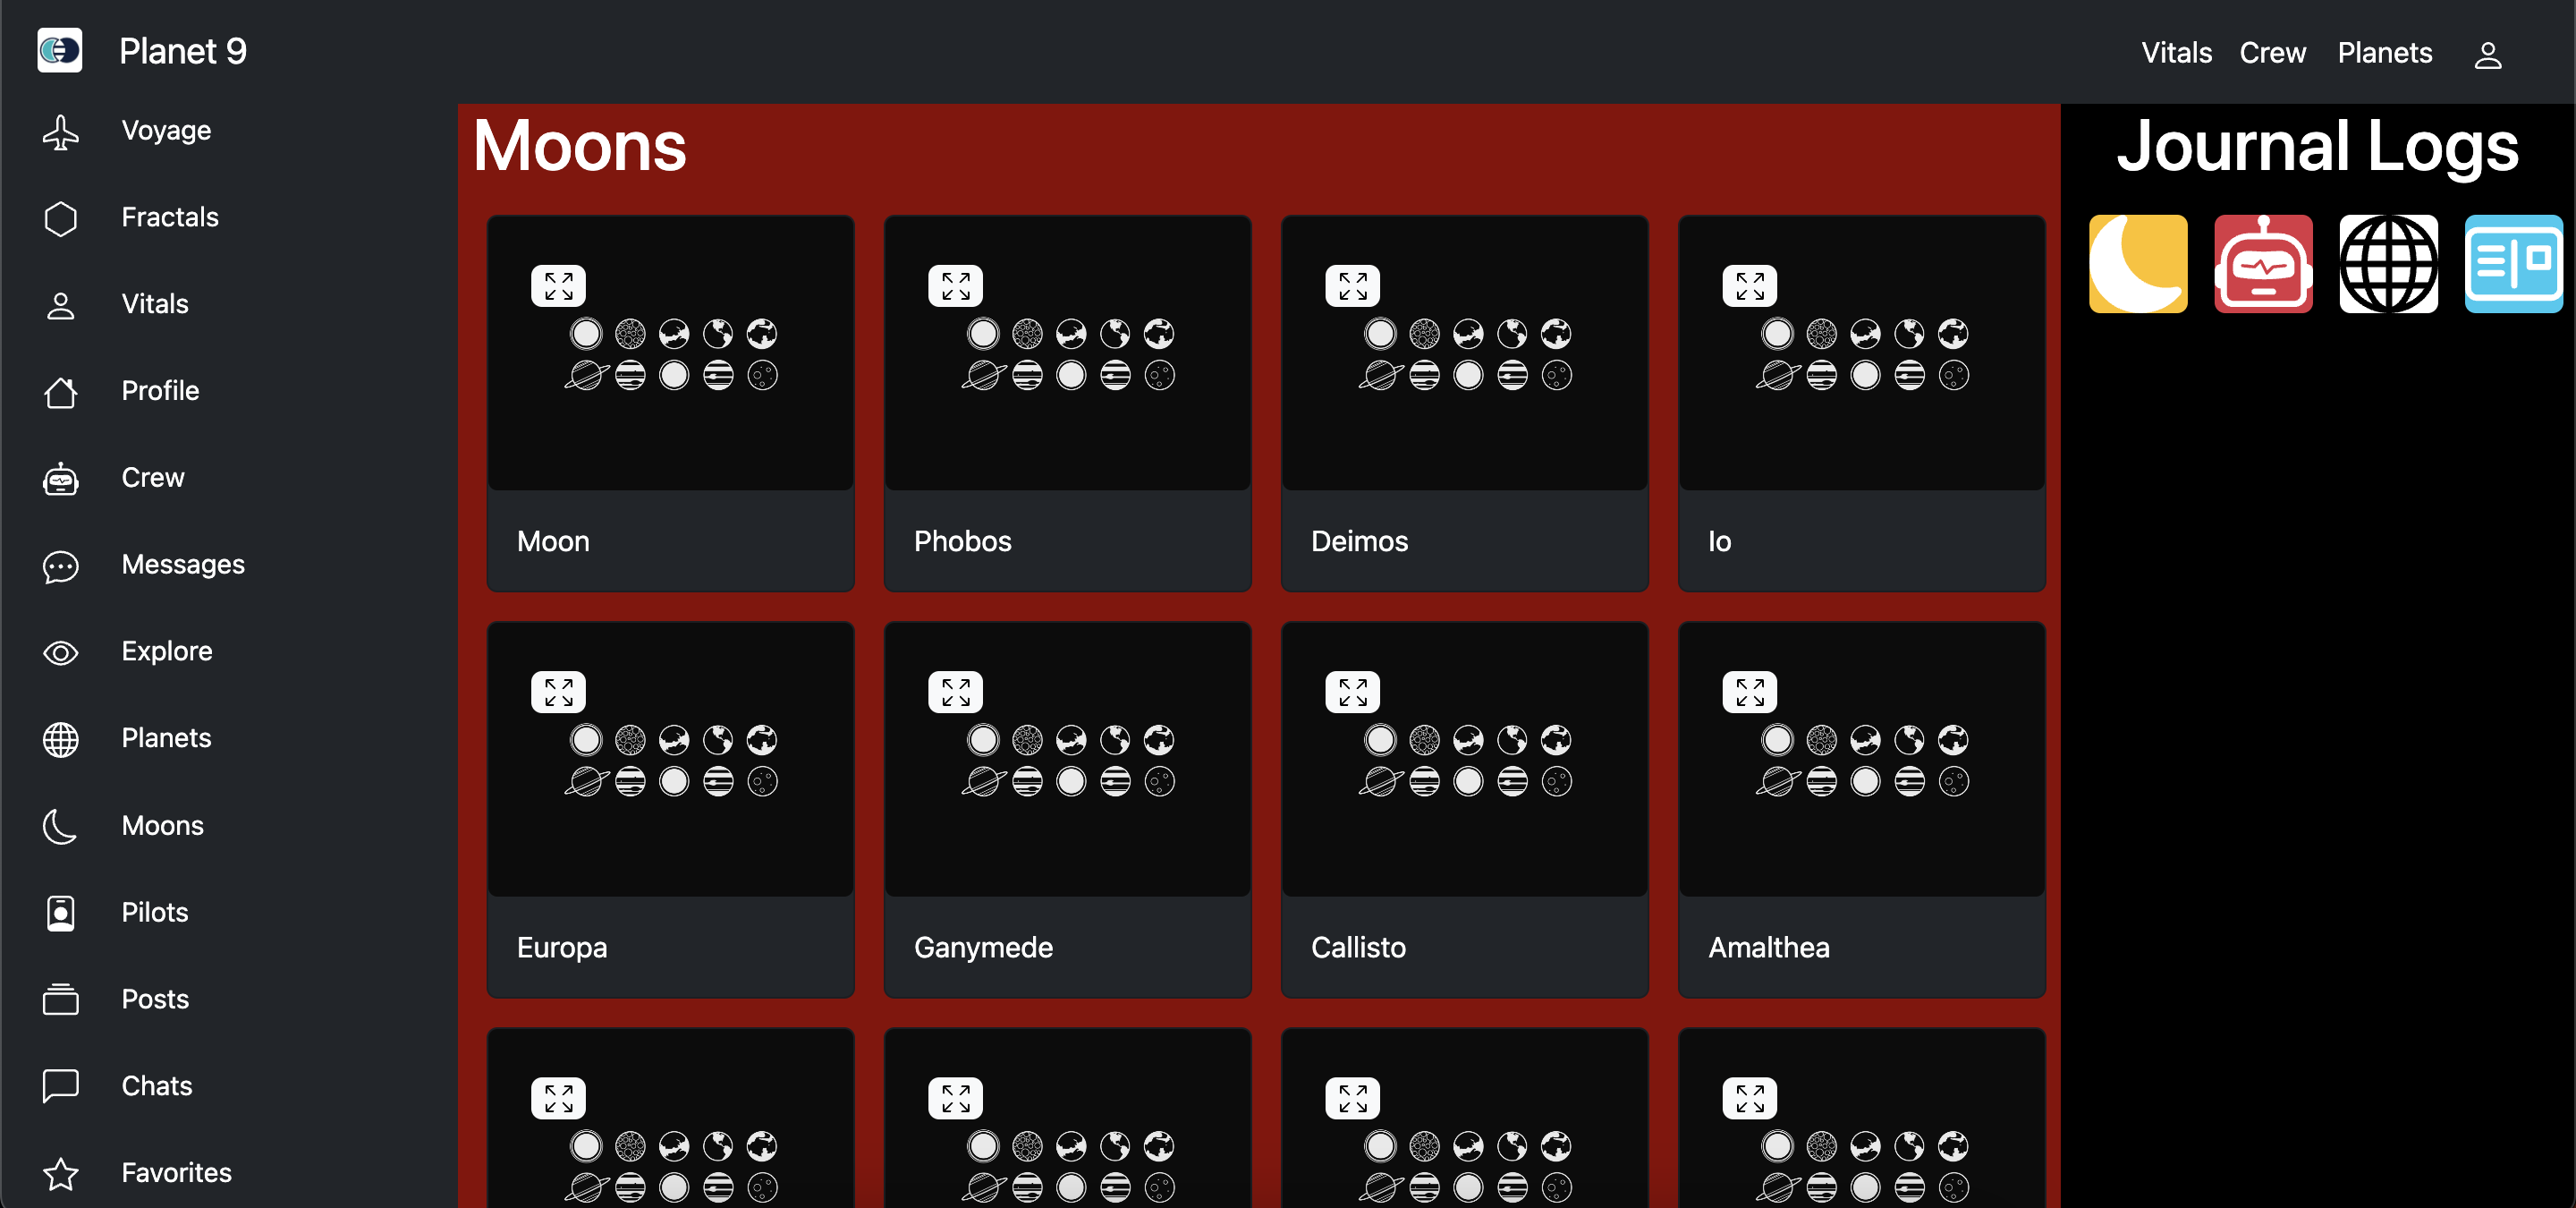 Planet 9
Vitals Crew Planets
Voyage
Fractals
Vitals
Profile
Crew
Messages
Explore
Planets
Moons
Pilots
Posts
Chats
Favorites
Moons
Moon Phobos Deimos Io
Europa Ganymede Callisto Amalthea
Journal Logs